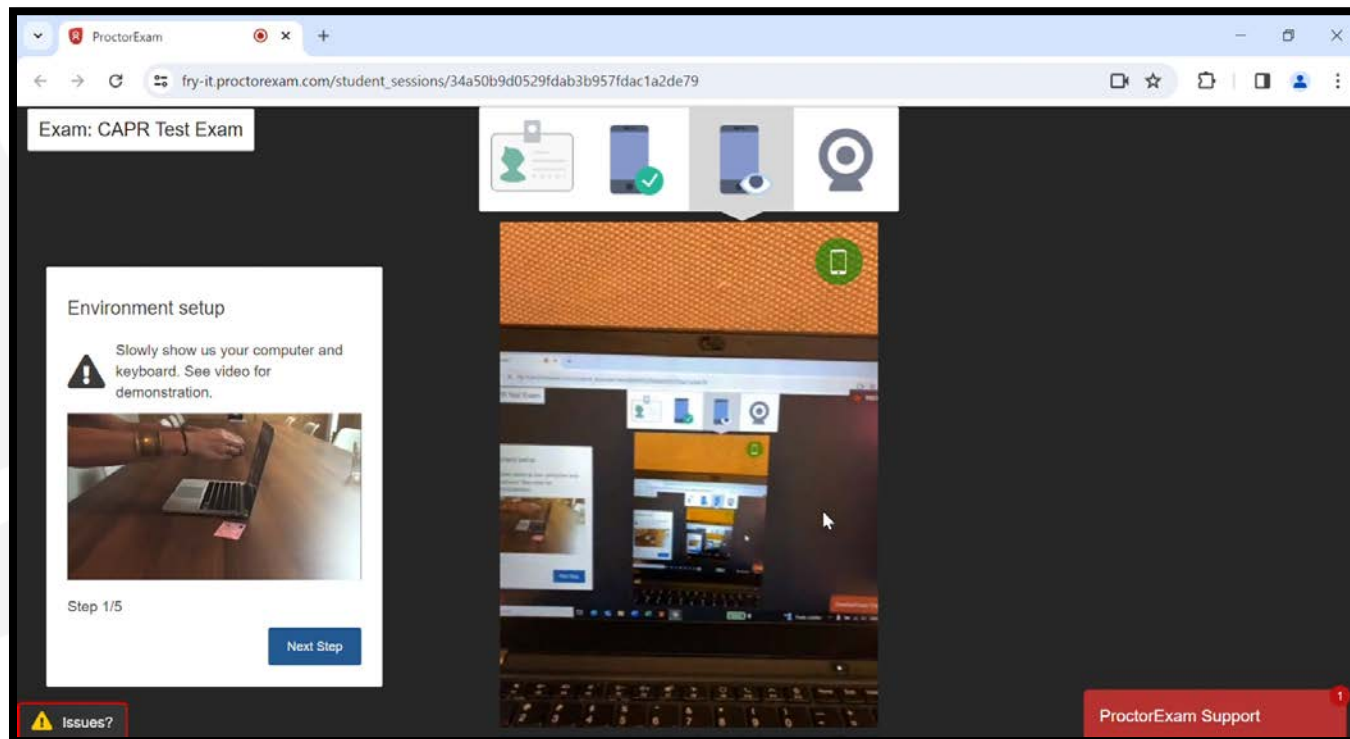 ProctorExam
fry-it.proctorexam.com/student_sessions/34a50b9d0529fdab3b957fdac1a2de79
Exam: CAPR Test Exam
Environment setup
Slowly show us your computer and
keyboard. See video for
demonstration.
Step 1/5
Next Step
Issues?
ProctorExam Support
1